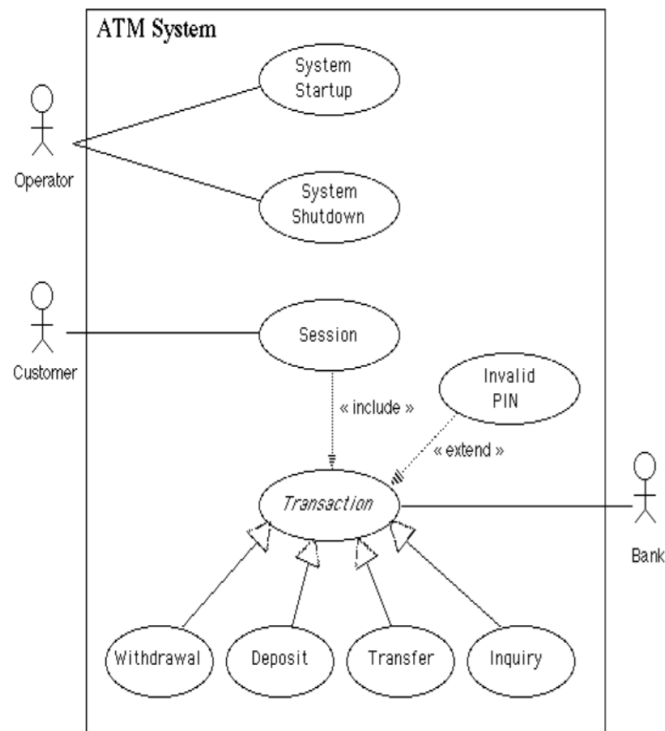 ATM System
System
Startup
Operator
System
Shutdown
Customer
Session
Invalid
PIN
« include »
« extend »
Transaction
Bank
Withdrawal
Deposit
Transfer
Inquiry